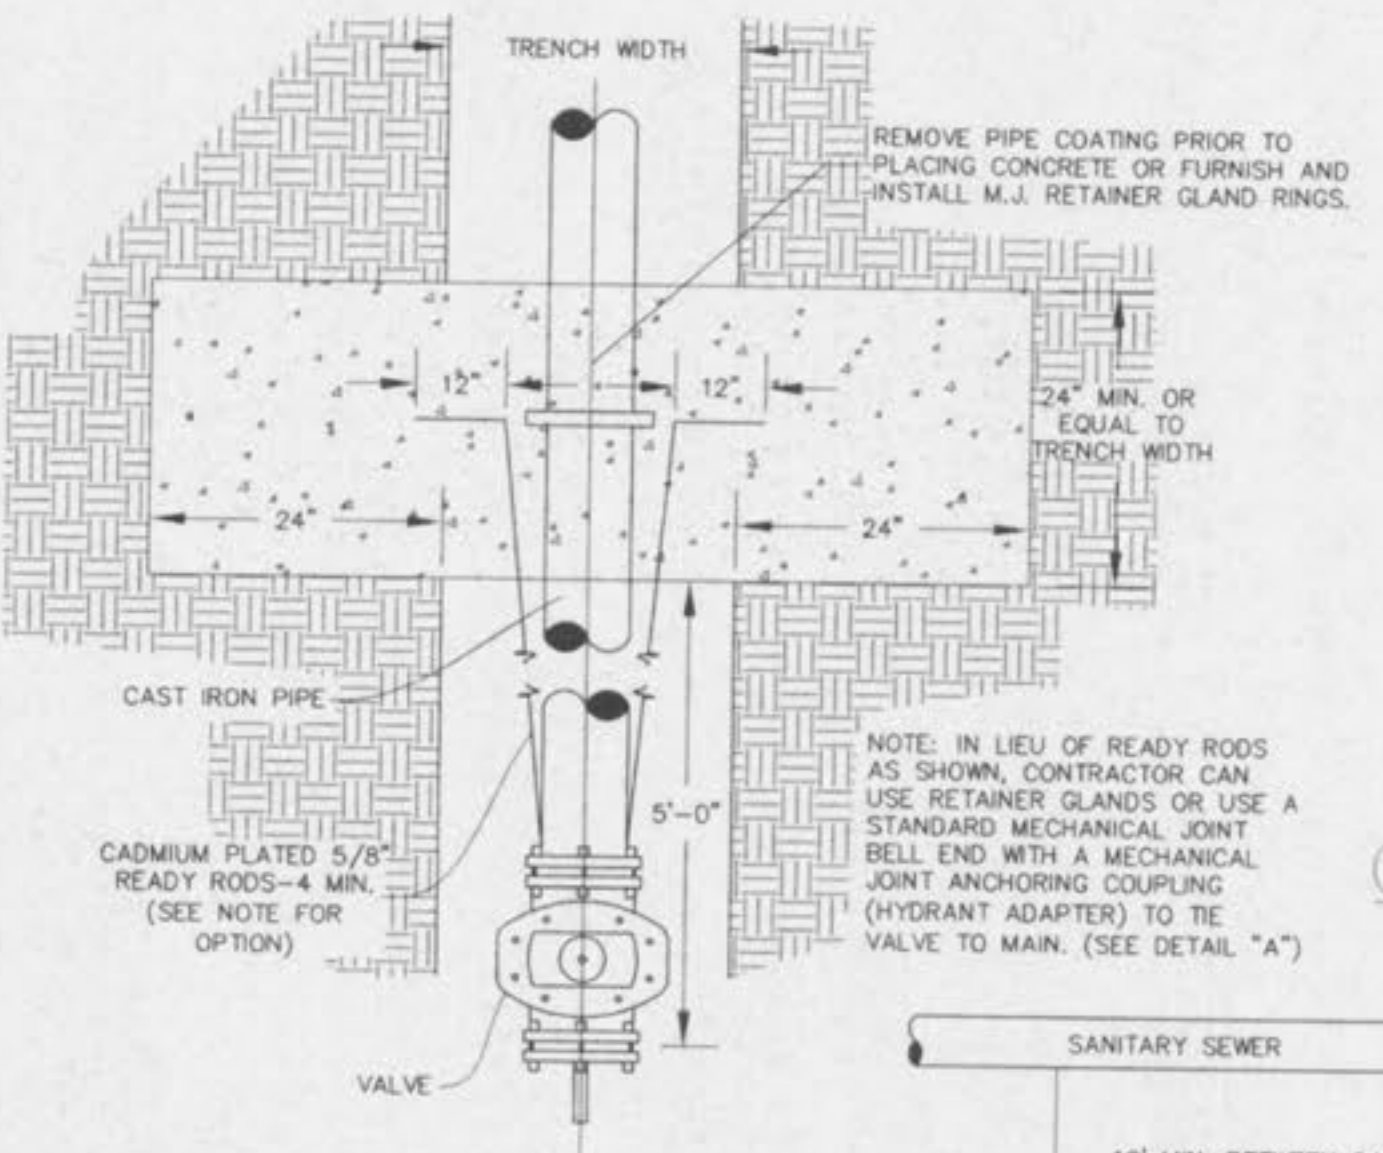 TRENCH WIDTH
REMOVE PIPE COATING PRIOR TO
PLACING CONCRETE OR FURNISH AND
INSTALL M.J. RETAINER GLAND RINGS.
12"
12"
24" MIN. OR
EQUAL TO
TRENCH WIDTH
24"
24"
CAST IRON PIPE
NOTE: IN LIEU OF READY RODS
AS SHOWN, CONTRACTOR CAN
USE RETAINER GLANDS OR USE A
STANDARD MECHANICAL JOINT
BELL END WITH A MECHANICAL
JOINT ANCHORING COUPLING
(HYDRANT ADAPTER) TO TIE
VALVE TO MAIN. (SEE DETAIL "A")
5'-0"
CADMIUM PLATED 5/8"
READY RODS-4 MIN.
(SEE NOTE FOR
OPTION)
SANITARY SEWER
VALVE